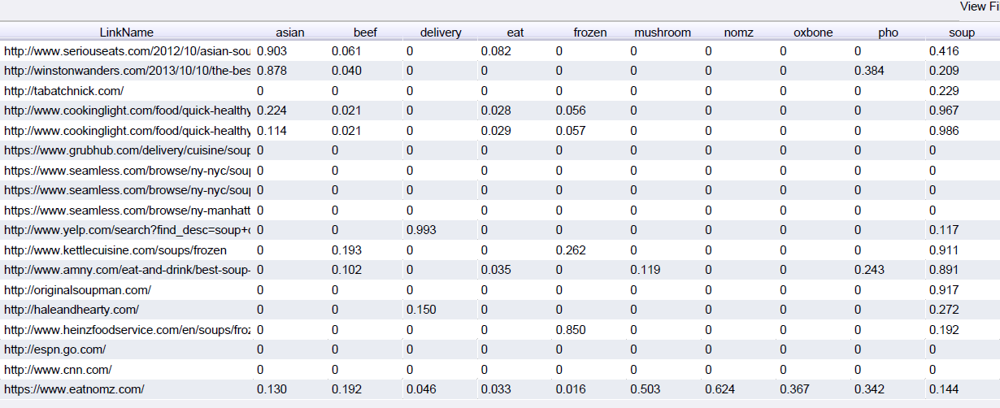 View Fi
LinkName asian beef delivery eat frozen mushroom nomz oxbone pho soup
http://www.seriouseats.com/2012/10/asian-sou 0.903 0.061 0 0.082 0 0 0 0 0 0.416
http://winstonwanders.com/2013/10/10/the-bes 0.878 0.040 0 0 0 0 0 0 0.384 0.209
http://tabatchnick.com/ 0 0 0 0 0 0 0 0 0 0.229
http://www.cookinglight.com/food/quick-healthy 0.224 0.021 0 0.028 0.056 0 0 0 0 0.967
http://www.cookinglight.com/food/quick-healthy 0.114 0.021 0 0.029 0.057 0 0 0 0 0.986
https://www.grubhub.com/delivery/cuisine/soup 0 0 0 0 0 0 0 0 0 0
https://www.seamless.com/browse/ny-nyc/soup 0 0 0 0 0 0 0 0 0 0
https://www.seamless.com/browse/ny-nyc/soup 0 0 0 0 0 0 0 0 0 0
https://www.seamless.com/browse/ny-manhatt 0 0 0 0 0 0 0 0 0 0
http://www.yelp.com/search?find_desc=soup+d 0 0 0.993 0 0 0 0 0 0 0.117
http://www.kettlecuisine.com/soups/frozen 0 0.193 0 0 0.262 0 0 0 0 0.911
http://www.amny.com/eat-and-drink/best-soup- 0 0.102 0 0.035 0 0.119 0 0 0.243 0.891
http://originalsoupman.com/ 0 0 0 0 0 0 0 0 0 0.917
http://haleandhearty.com/ 0 0 0.150 0 0 0 0 0 0 0.272
http://www.heinzfoodservice.com/en/soups/froz 0 0 0 0 0.850 0 0 0 0 0.192
http://espn.go.com/ 0 0 0 0 0 0 0 0 0 0
http://www.cnn.com/ 0 0 0 0 0 0 0 0 0 0
https://www.eatnomz.com/ 0.130 0.192 0.046 0.033 0.016 0.503 0.624 0.367 0.342 0.144